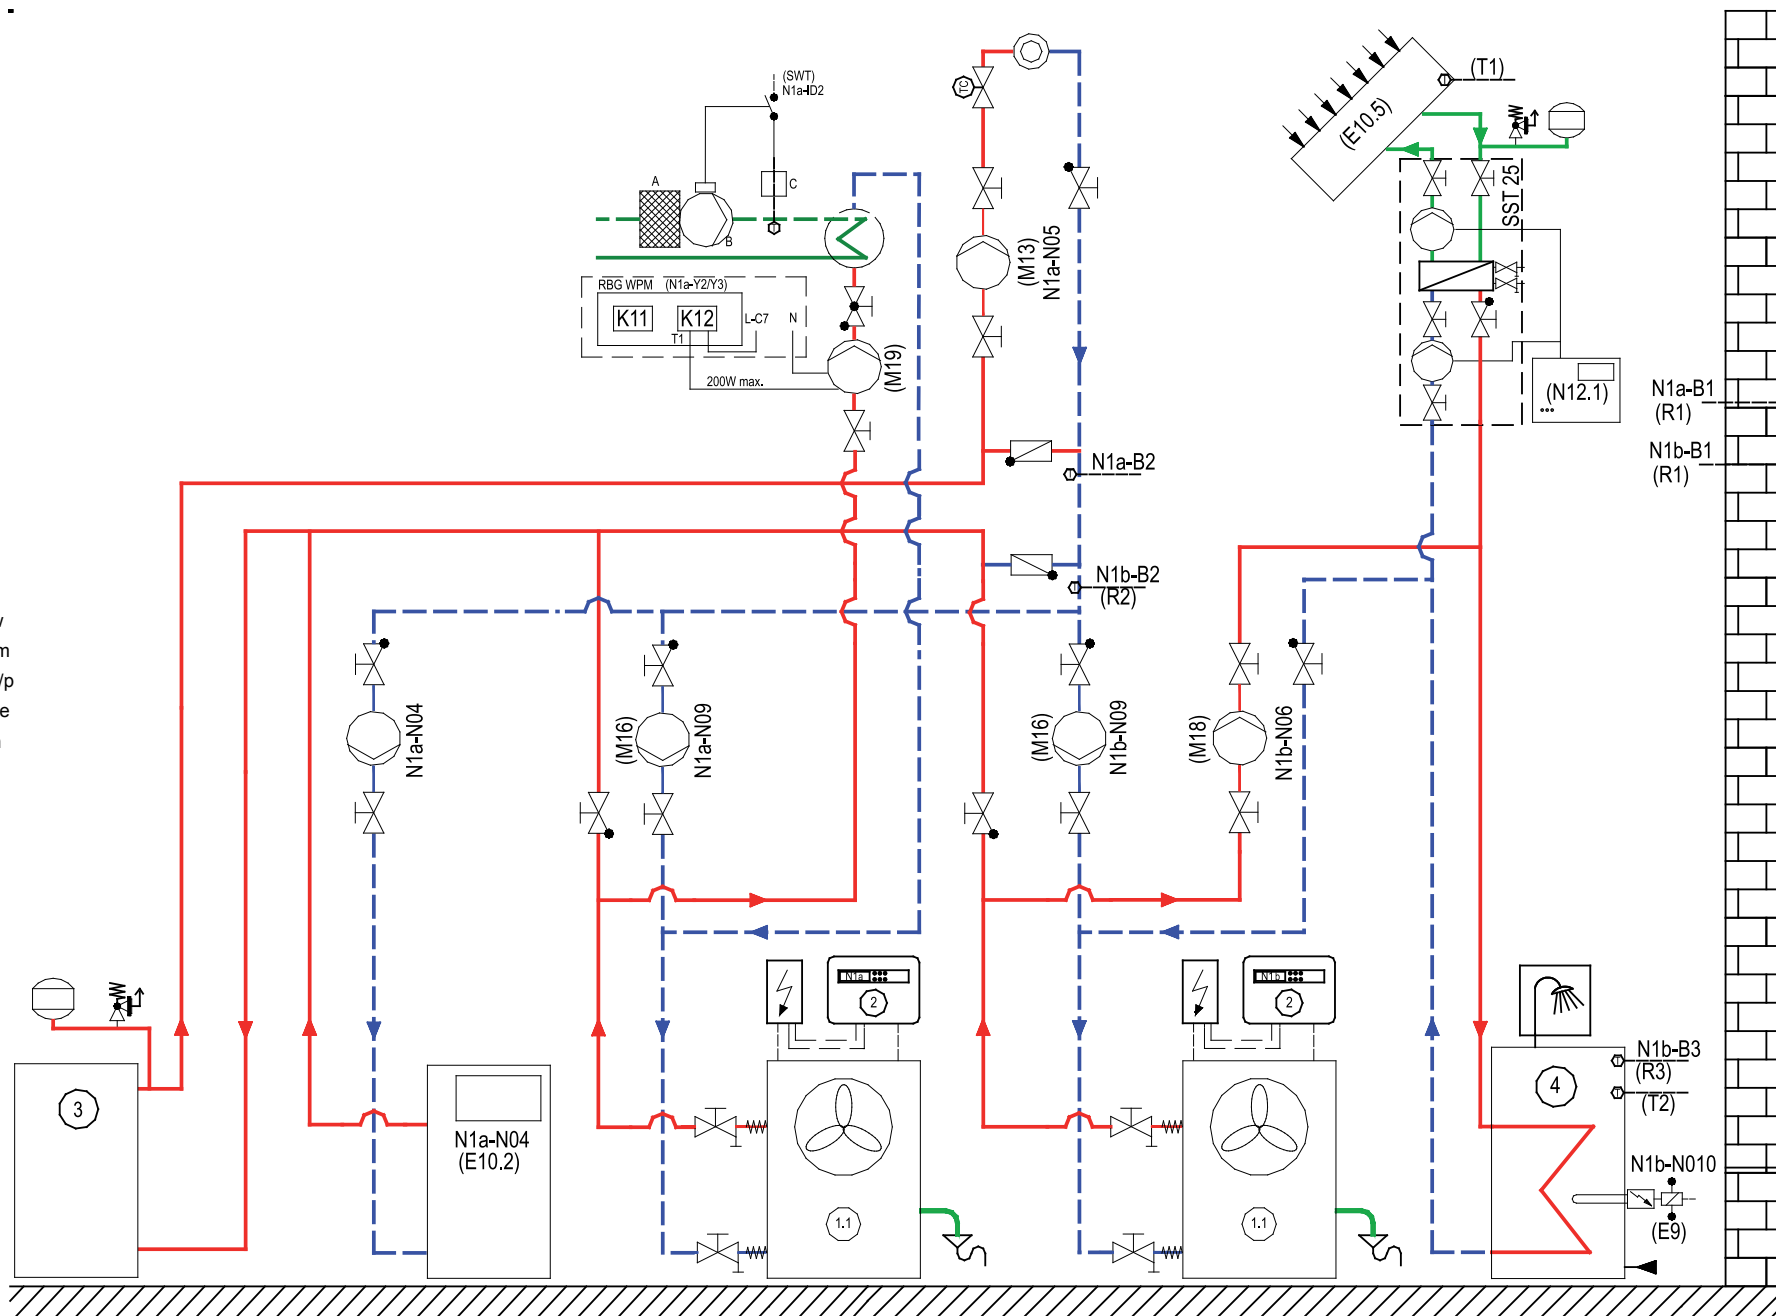 (SWT)
N1a-ID2
TC
(T1)
(E10.5)
A
B
C
SST 25
(M13)
N1a-N05
RBG WPM (N1a-Y2/Y3)
K11
K12
T1
L-C7
N
200W max.
(M19)
(N12.1)
N1a-B1
(R1)
N1b-B1
(R1)
N1a-B2
N1b-B2
(R2)
m
/p
e
N1a-N04
(M16)
N1a-N09
(M16)
N1b-N09
(M18)
N1b-N06
N1a
2
N1b
2
3
N1a-N04
(E10.2)
1.1
1.1
4
N1b-B3
(R3)
(T2)
N1b-N010
(E9)